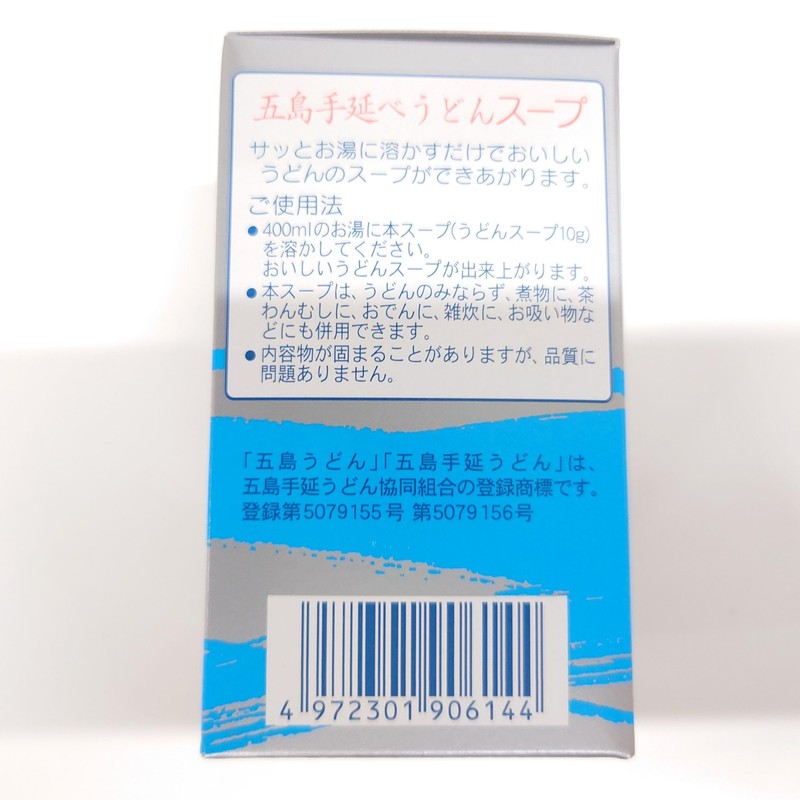 五島手延べうどんスープ
サッとお湯に溶かすだけでおいしい
うどんのスープができあがります。
ご使用法
●400mlのお湯に本スープ(うどんスープ10g)
を溶かしてください。
おいしいうどんスープが出来上がります。
●本スープは、うどんのみならず、煮物に、茶
わんむしに、おでんに、雑炊に、お吸い物な
どにも併用できます。
●内容物が固まることがありますが、品質に
問題ありません。
「五島うどん」「五島手延うどん」は、
五島手延うどん協同組合の登録商標です。
登録第5079155号 第5079156号
4 972301 906144